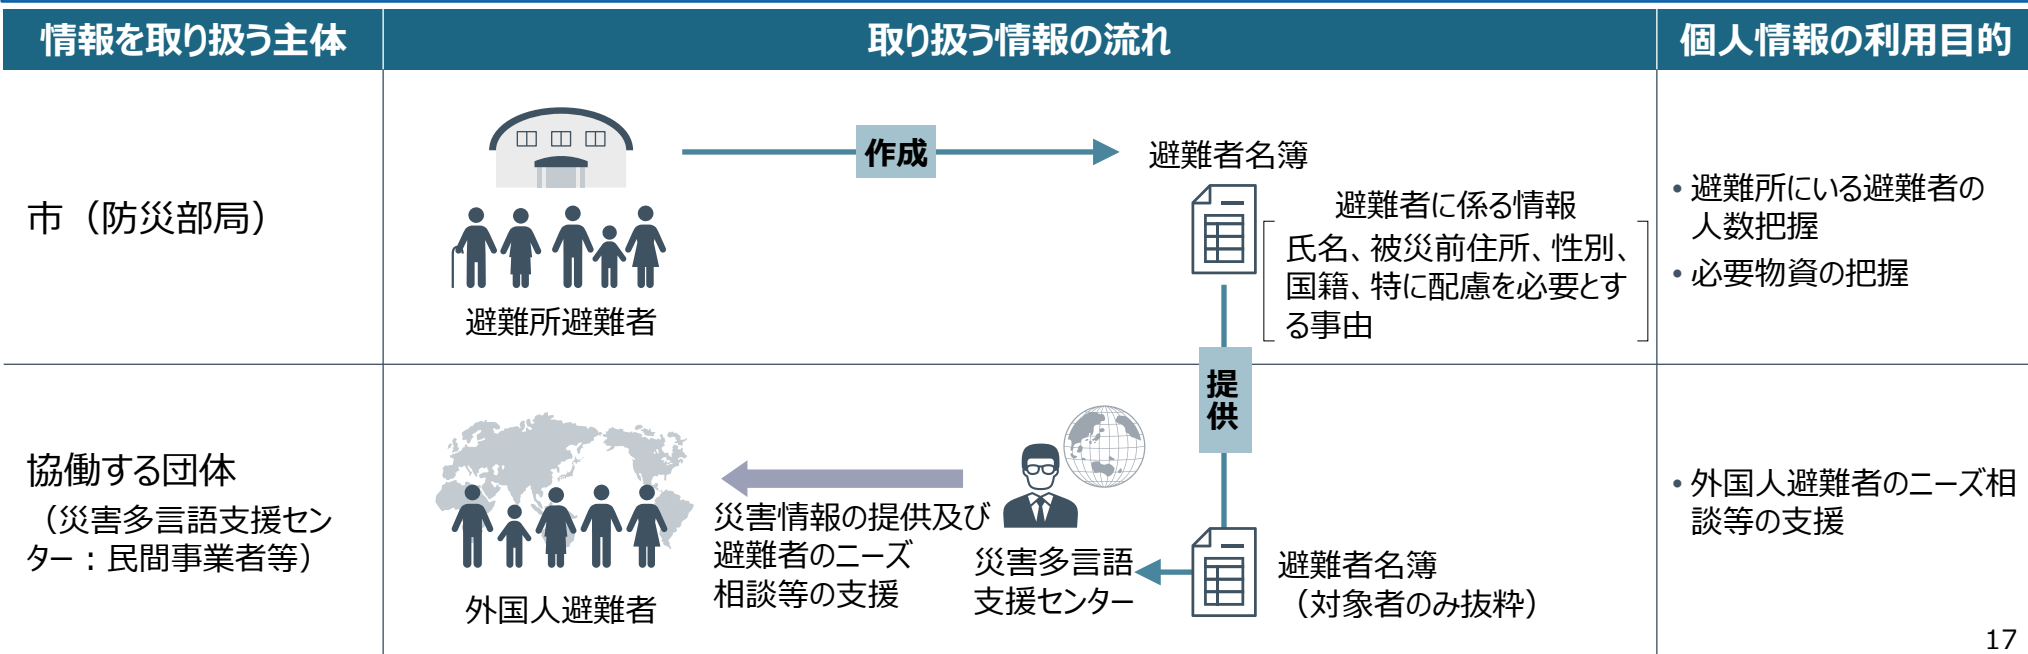 情報を取り扱う主体
取り扱う情報の流れ
個人情報の利用目的
市（防災部局）
避難所避難者
作成
避難者名簿
避難者に係る情報
氏名、被災前住所、性別、
国籍、特に配慮を必要とす
る事由
• 避難所にいる避難者の
人数把握
• 必要物資の把握
提供
協働する団体
（災害多言語支援セン
ター：民間事業者等）
外国人避難者
災害情報の提供及び
避難者のニーズ
相談等の支援
災害多言語
支援センター
避難者名簿
（対象者のみ抜粋）
• 外国人避難者のニーズ相
談等の支援
17